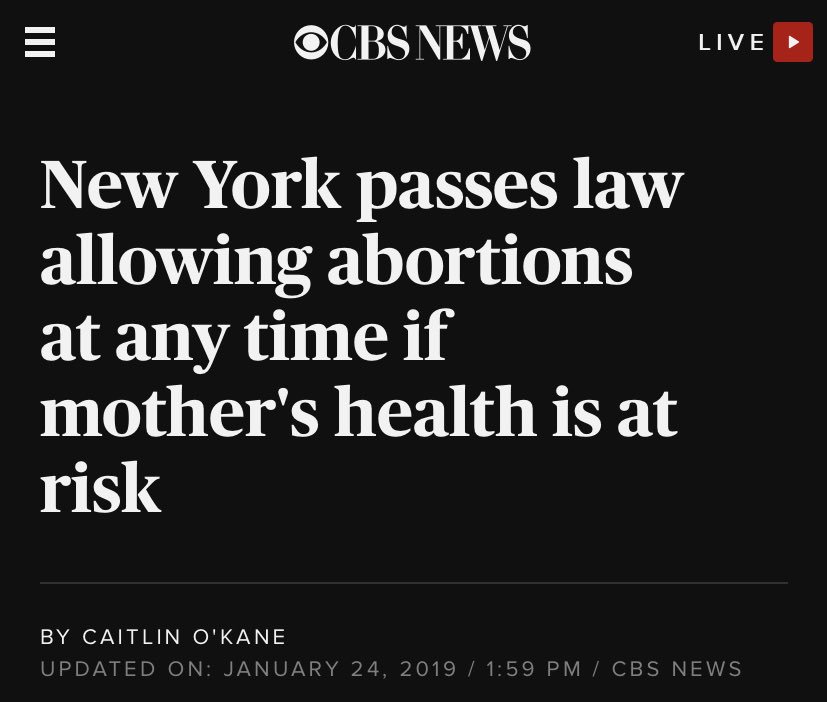 CBS NEWS
LIVE
New York passes law
allowing abortions
at any time if
mother's health is at
risk
BY CAITLIN O'KANE
UPDATED ON: JANUARY 24, 2019 / 1:59 PM / CBS NEWS